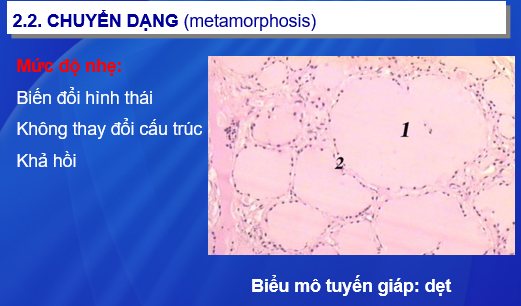 2.2. CHUYỂN DẠNG (metamorphosis)
Mức độ nhẹ:
Biến đổi hình thái
Không thay đổi cấu trúc
Khả hồi
1
2
Biểu mô tuyến giáp: dẹt